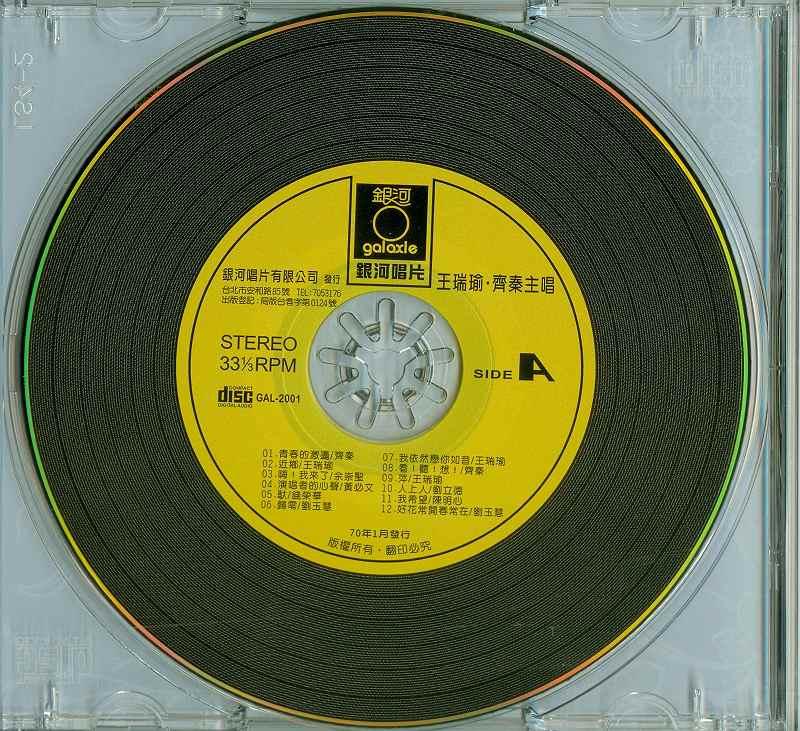 銀河
galaxie
銀河唱片
銀河唱片有限公司 發行
台北市安和路85號 TEL:7053176
出版登記:局版台音字第0124號
王瑞瑜・齊秦主唱
STEREO
33⅓RPM
COMPACT
disc
DIGITAL AUDIO
GAL-2001
SIDE A
01.青春的激盪/齊秦
02.近鄉/王瑞瑜
03.嗨!我來了/余崇聖
04.演唱者的心聲/黃必文
05.獻/錢榮華
06.歸鳥/劉玉慧
07.我依然戀你如昔/王瑞瑜
08.看!聽!想!/齊秦
09.萍/王瑞瑜
10.人上人/劉立德
11.我希望/陳明心
12.好花常開春常在/劉玉慧
70年1月發行
版權所有・翻印必究